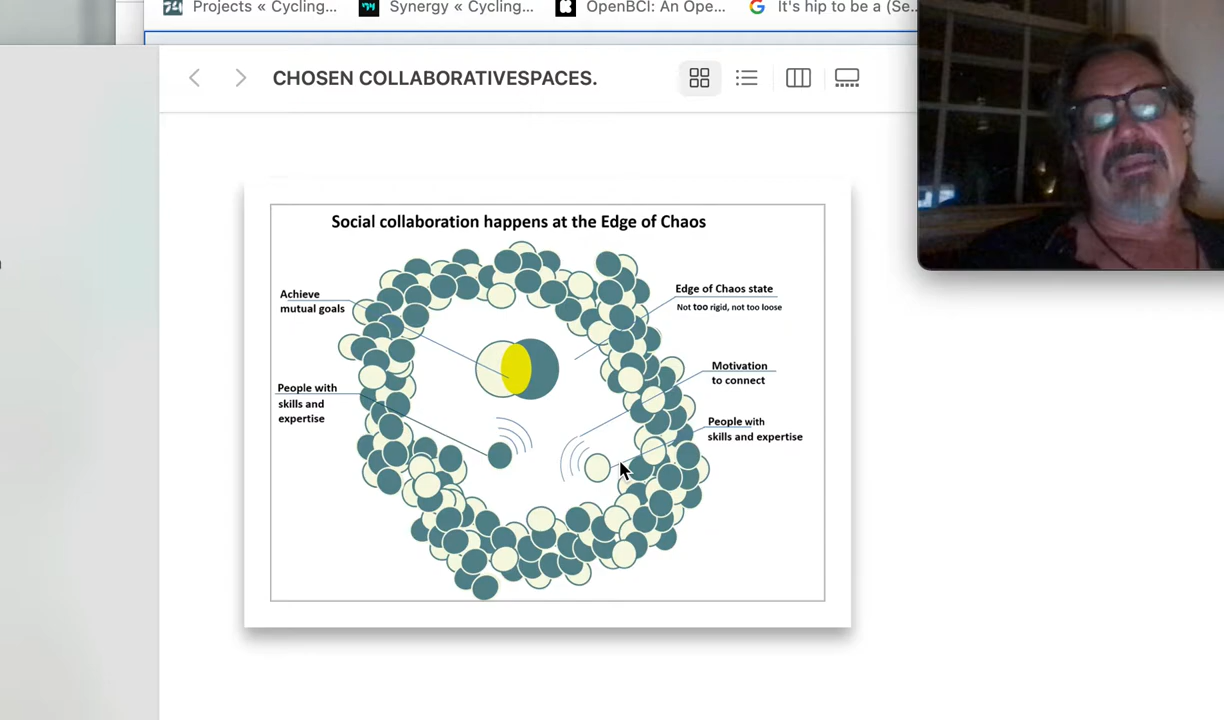 Projects « Cycling...
Synergy « Cycling...
OpenBCI: An Ope...
It's hip to be a (Se...
CHOSEN COLLABORATIVESPACES.
Social collaboration happens at the Edge of Chaos
Achieve
mutual goals
Edge of Chaos state
Not too rigid, not too loose
Motivation
to connect
People with
skills and
expertise
People with
skills and expertise